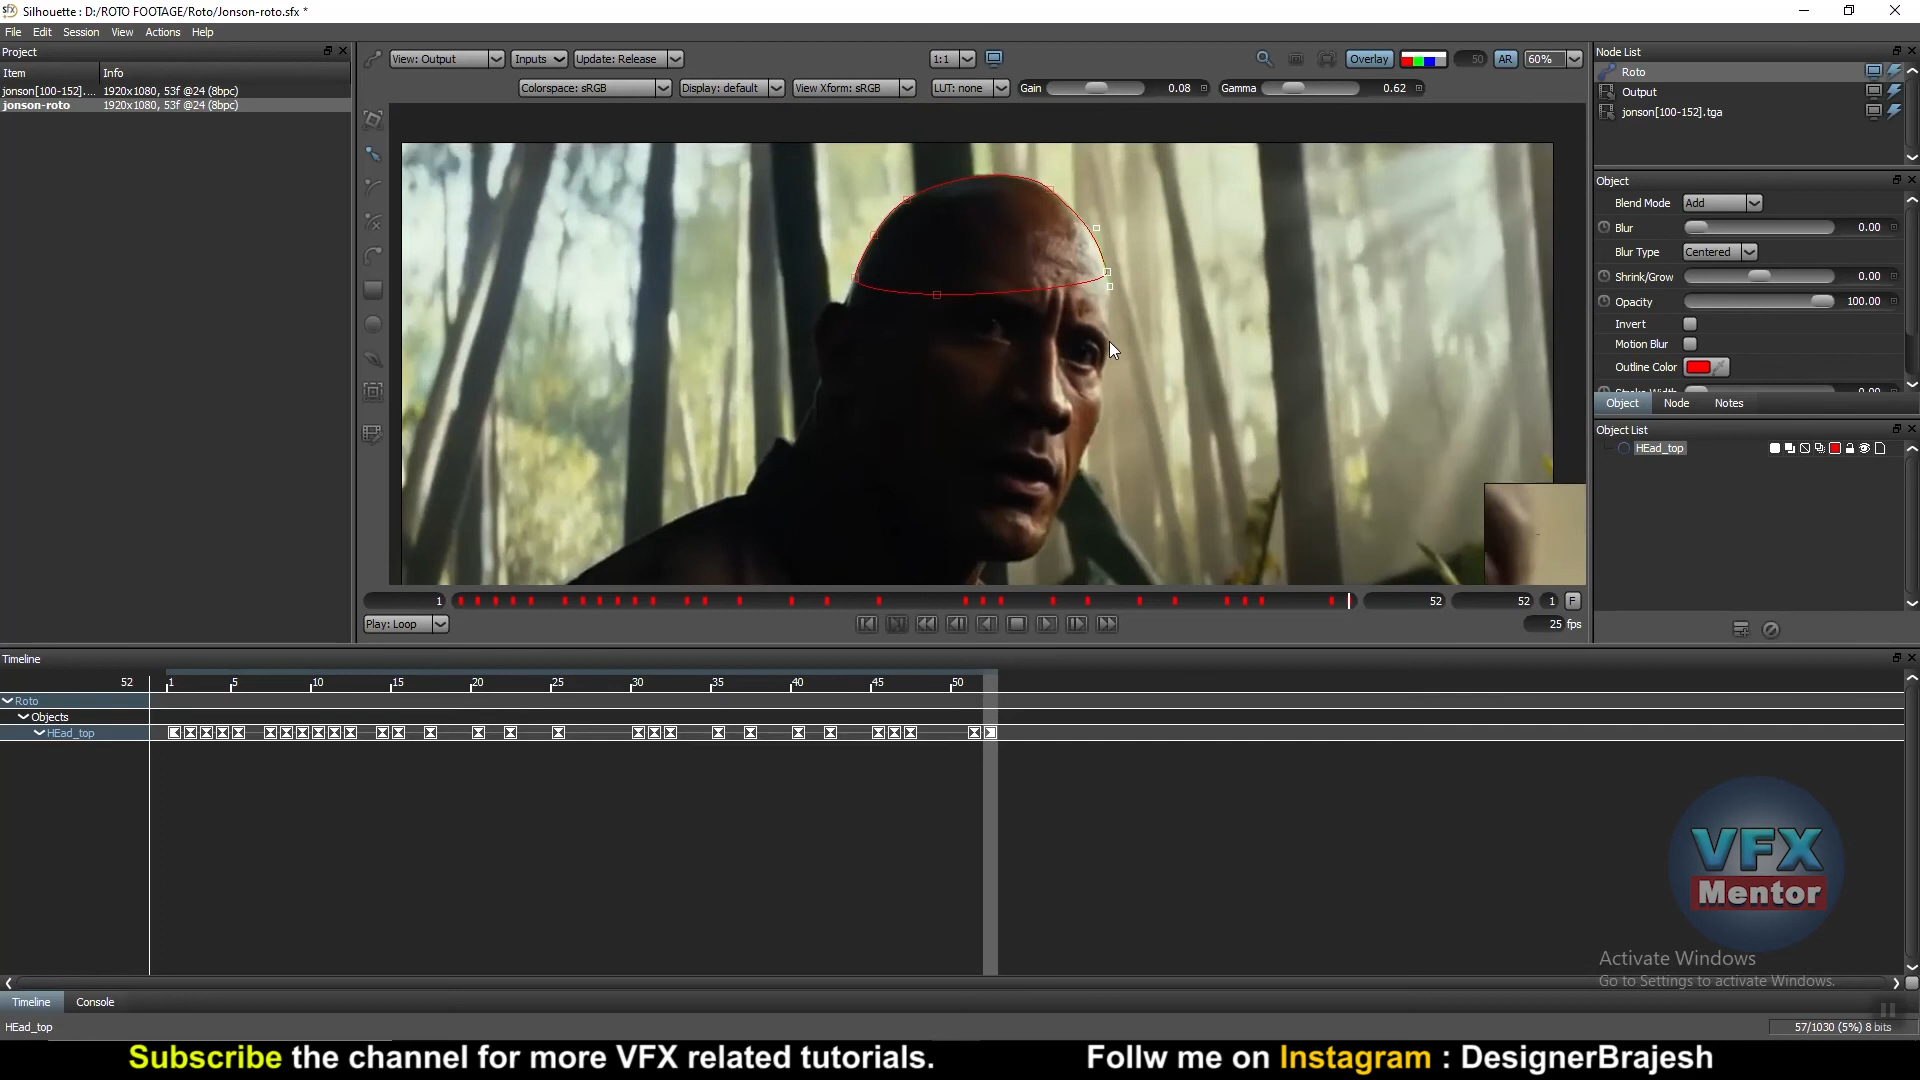 Silhouette : D:/ROTO FOOTAGE/Roto/Jonson-roto.sfx *
File Edit Session View Actions Help
Project
Item Info
jonson[100-152].... 1920x1080, 53f @24 (8bpc)
jonson-roto 1920x1080, 53f @24 (8bpc)
View: Output Inputs Update: Release 1:1 Overlay 50 AR 60%
Colorspace: sRGB Display: default View Xform: sRGB LUT: none Gain 0.08 Gamma 0.62
Node List
Roto
Output
jonson[100-152].tga
Object
Blend Mode Add
Blur 0.00
Blur Type Centered
Shrink/Grow 0.00
Opacity 100.00
Invert
Motion Blur
Outline Color
Stroke Width 0.00
Object Node Notes
Object List
HEad_top
1 52 52 1 F
Play: Loop 25 fps
Timeline
52 1 5 10 15 20 25 30 35 40 45 50
Roto
Objects
HEad_top
VFX
Mentor
Activate Windows
Go to Settings to activate Windows.
Timeline Console
HEad_top 57/1030 (5%) 8 bits
Subscribe the channel for more VFX related tutorials. Follw me on Instagram : DesignerBrajesh